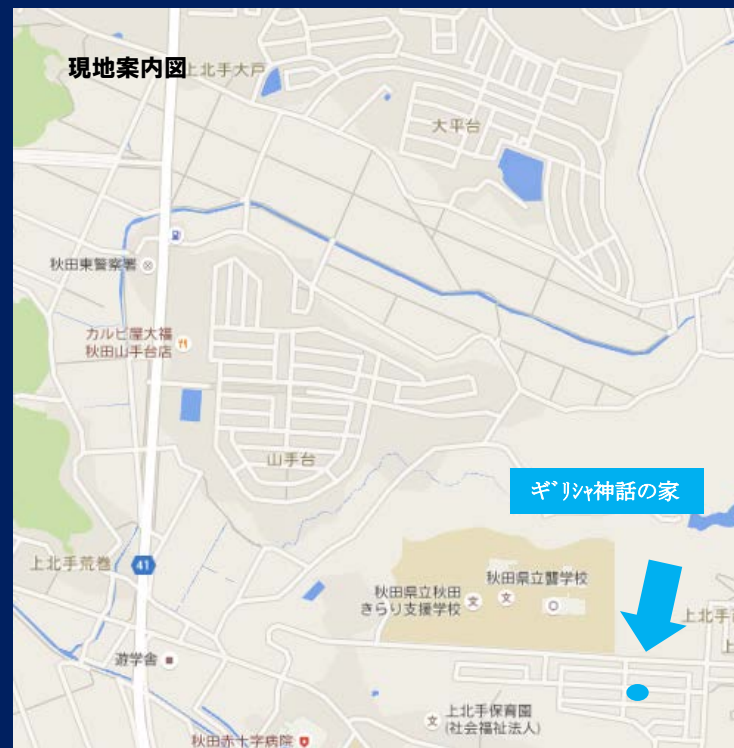 現地案内図
上北手大戸
大平台
秋田東警察署
カルビ屋大福
秋田山手台店
山手台
ギリシャ神話の家
上北手荒巻
41
秋田県立聾学校
秋田県立秋田
きらり支援学校
文
文
上北手
上
遊学舎
上北手保育園
(社会福祉法人)
文
秋田赤十字病院